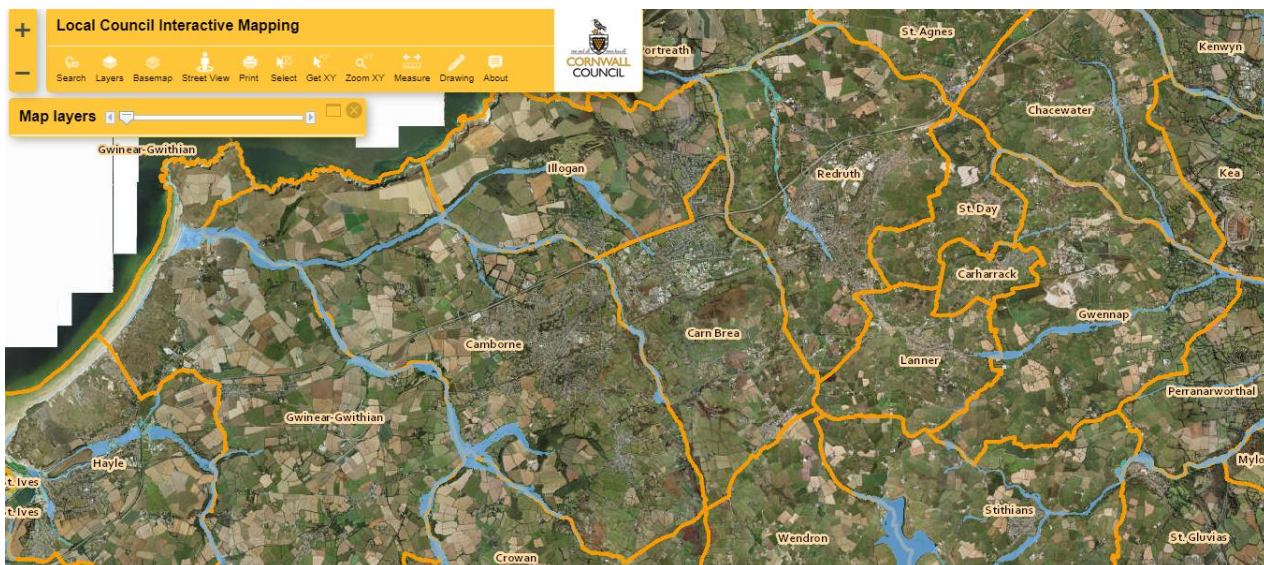 Local Council Interactive Mapping
Search Layers Basemap Street View Print Select Get XY Zoom XY Measure Drawing About
CORNWALL
COUNCIL
Map layers
Portreath
St. Agnes
Kenwyn
Chacewater
Gwinear-Gwithian
Illogan
Redruth
Kea
St. Day
Carharrack
Gwennap
Carn Brea
Camborne
Lanner
Perranarworthal
Gwinear-Gwithian
Hayle
St. Ives
Mylo
St. Ives
Stithians
Wendron
St. Gluvias
Crowan